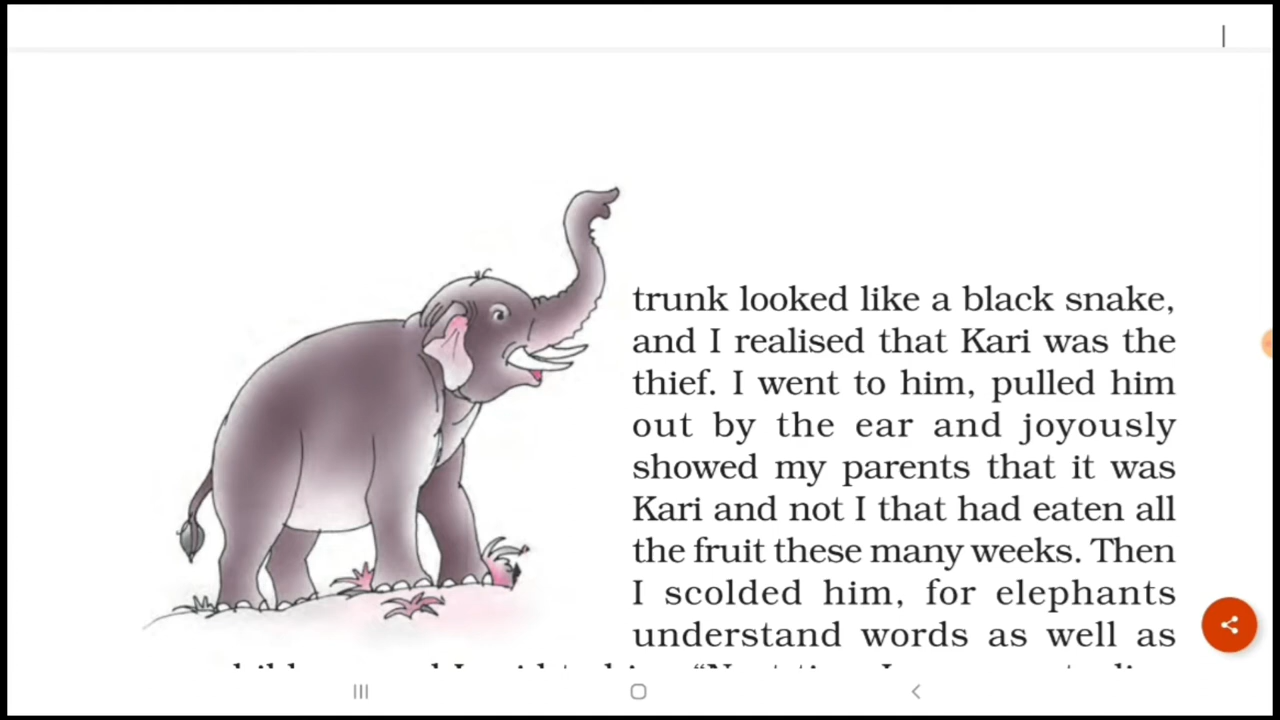 trunk looked like a black snake,
and I realised that Kari was the
thief. I went to him, pulled him
out by the ear and joyously
showed my parents that it was
Kari and not I that had eaten all
the fruit these many weeks. Then
I scolded him, for elephants
understand words as well as